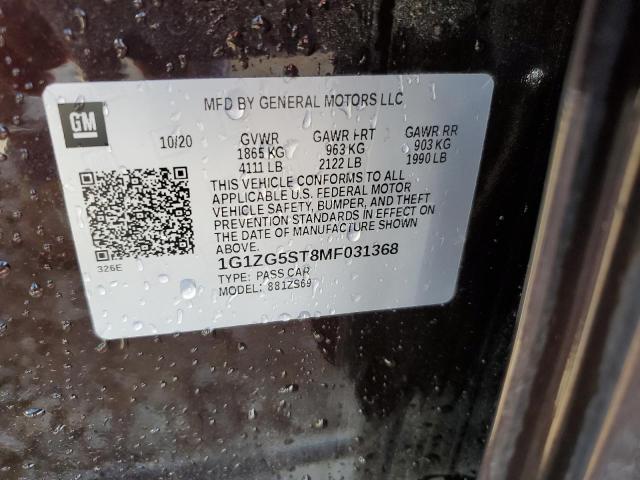 MFD BY GENERAL MOTORS LLC
GM
10/20 GVWR GAWR FRT GAWR RR
1865 KG 963 KG 903 KG
4111 LB 2122 LB 1990 LB
THIS VEHICLE CONFORMS TO ALL
APPLICABLE U.S. FEDERAL MOTOR
VEHICLE SAFETY, BUMPER, AND THEFT
PREVENTION STANDARDS IN EFFECT ON
THE DATE OF MANUFACTURE SHOWN
ABOVE.
326E
1G1ZG5ST8MF031368
TYPE: PASS CAR
MODEL: 881ZS69